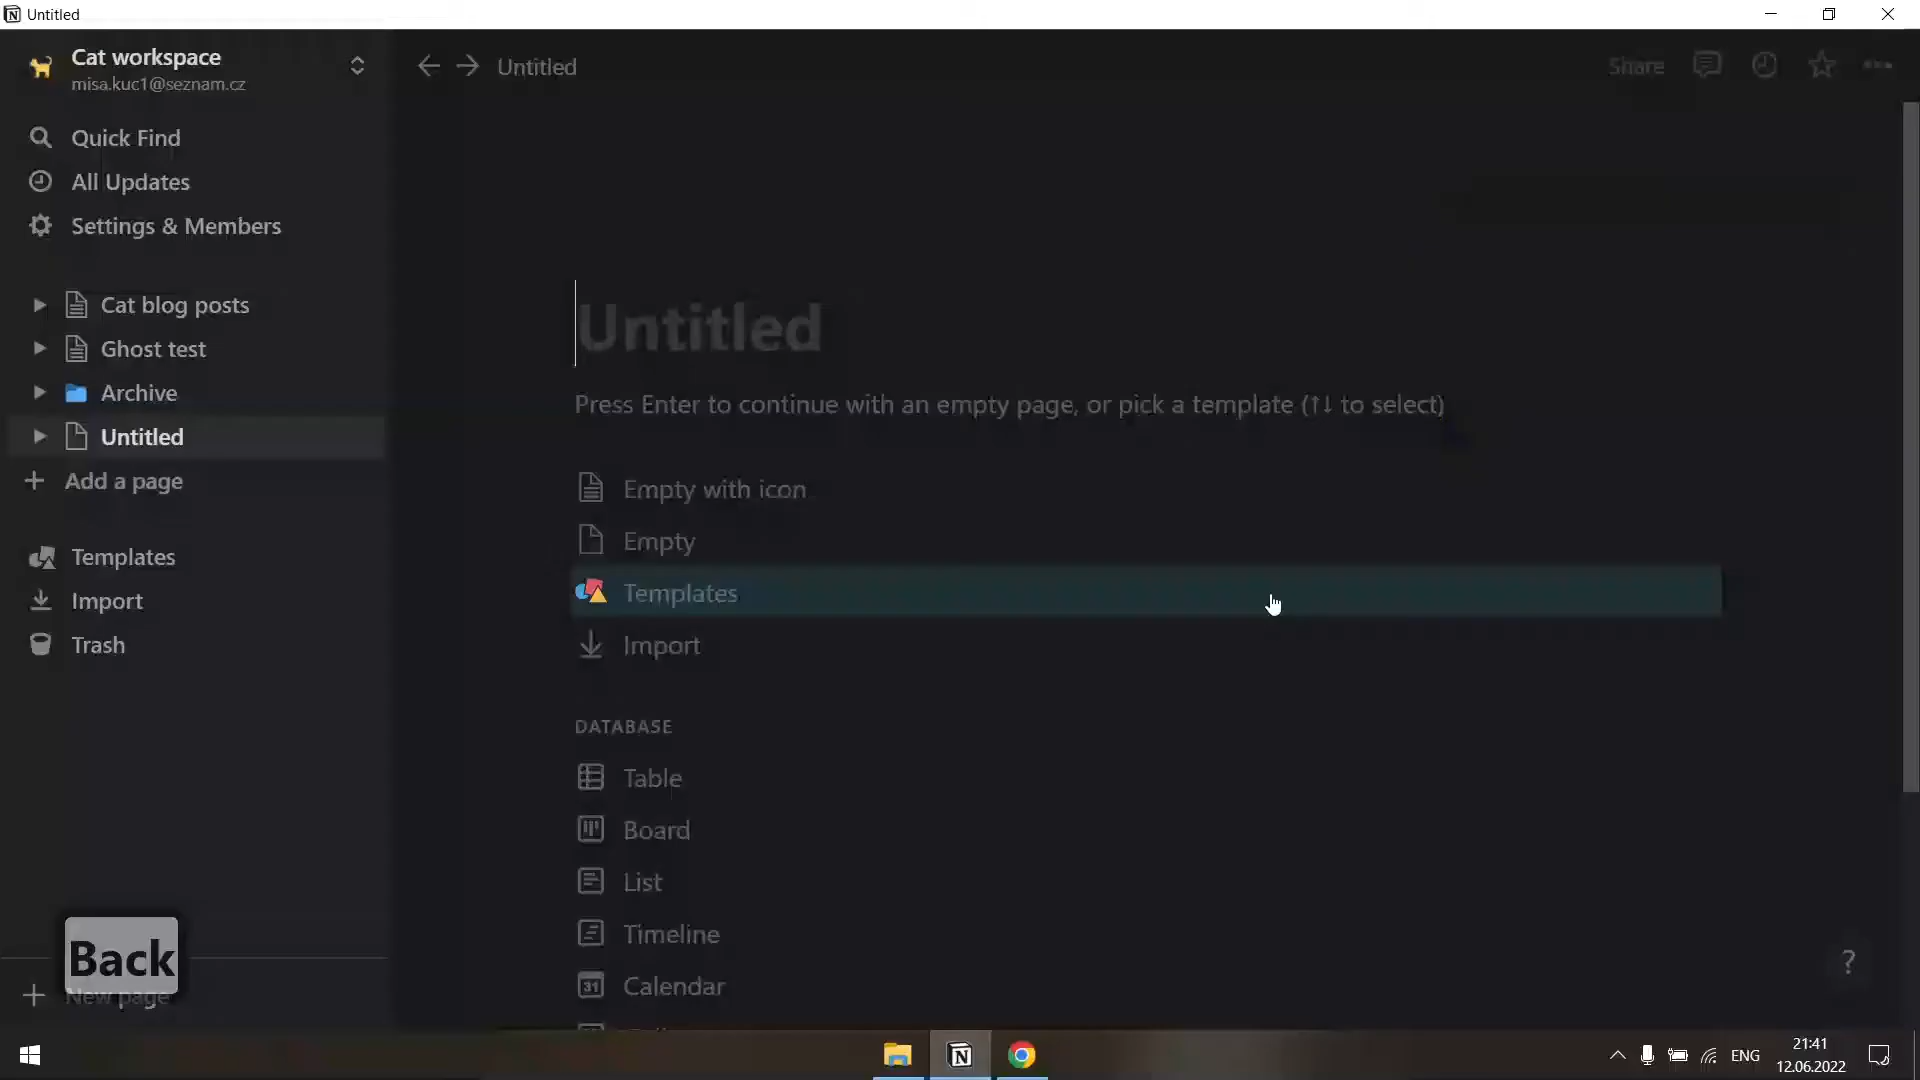 Untitled
Cat workspace
misa.kuc1@seznam.cz
Untitled
Share
Quick Find
All Updates
Settings & Members
Cat blog posts
Ghost test
Archive
Untitled
Add a page
Templates
Import
Trash
Back
New page
Untitled
Press Enter to continue with an empty page, or pick a template (↑↓ to select)
Empty with icon
Empty
Templates
Import
DATABASE
Table
Board
List
Timeline
31
Calendar
?
ENG
21:41
12.06.2022